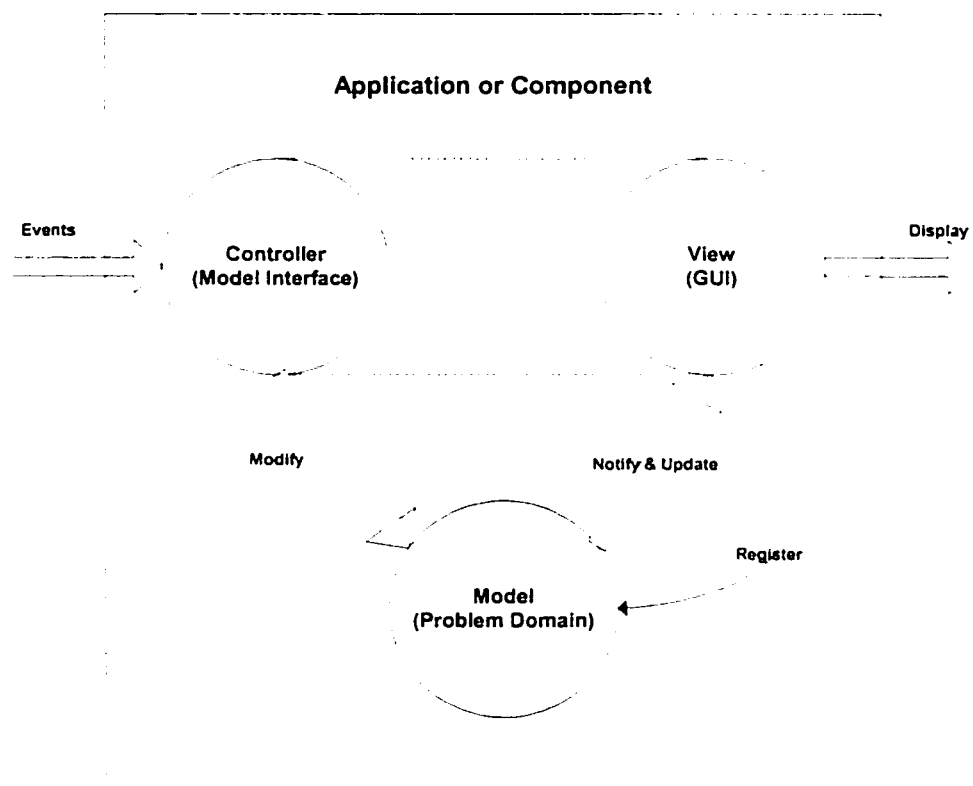 Application or Component
Events
Controller
(Model Interface)
View
(GUI)
Display
Modify
Notify & Update
Register
Model
(Problem Domain)